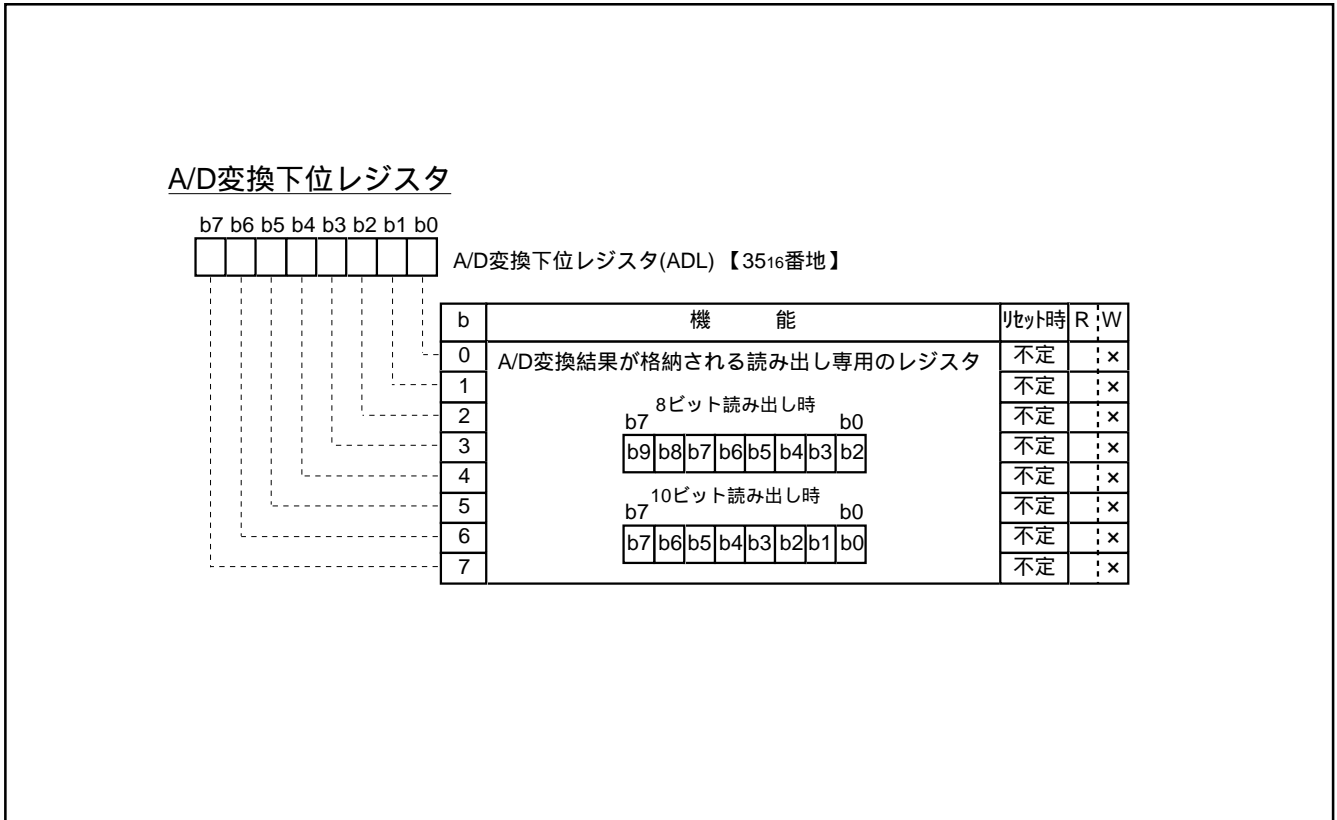 A/D変換下位レジスタ
b7 b6 b5 b4 b3 b2 b1 b0
A/D変換下位レジスタ(ADL)【3516番地】
b 機 能 リセット時 R W
0 A/D変換結果が格納される読み出し専用のレジスタ 不定 ×
1 不定 ×
8ビット読み出し時
2 b7 b0 不定 ×
3 b9 b8 b7 b6 b5 b4 b3 b2 不定 ×
4 不定 ×
10ビット読み出し時
5 b7 b0 不定 ×
6 b7 b6 b5 b4 b3 b2 b1 b0 不定 ×
7 不定 ×